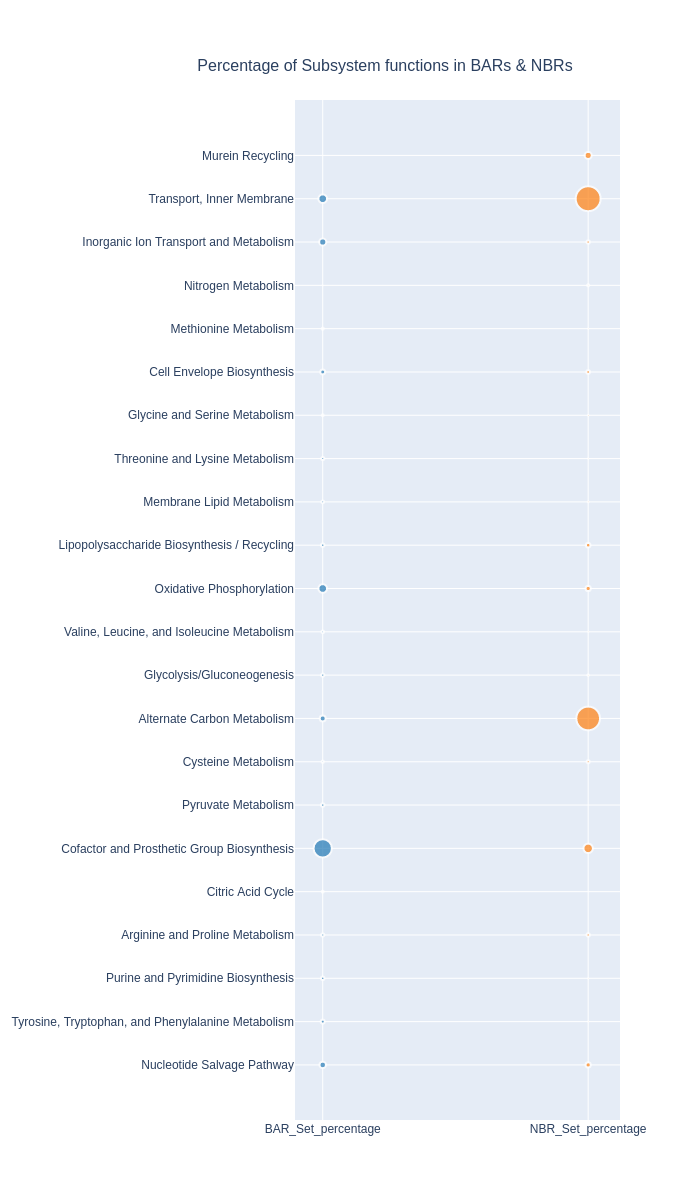 Percentage of Subsystem functions in BARs & NBRs
Murein Recycling
Transport, Inner Membrane
Inorganic Ion Transport and Metabolism
Nitrogen Metabolism
Methionine Metabolism
Cell Envelope Biosynthesis
Glycine and Serine Metabolism
Threonine and Lysine Metabolism
Membrane Lipid Metabolism
Lipopolysaccharide Biosynthesis / Recycling
Oxidative Phosphorylation
Valine, Leucine, and Isoleucine Metabolism
Glycolysis/Gluconeogenesis
Alternate Carbon Metabolism
Cysteine Metabolism
Pyruvate Metabolism
Cofactor and Prosthetic Group Biosynthesis
Citric Acid Cycle
Arginine and Proline Metabolism
Purine and Pyrimidine Biosynthesis
Tyrosine, Tryptophan, and Phenylalanine Metabolism
Nucleotide Salvage Pathway
BAR_Set_percentage NBR_Set_percentage